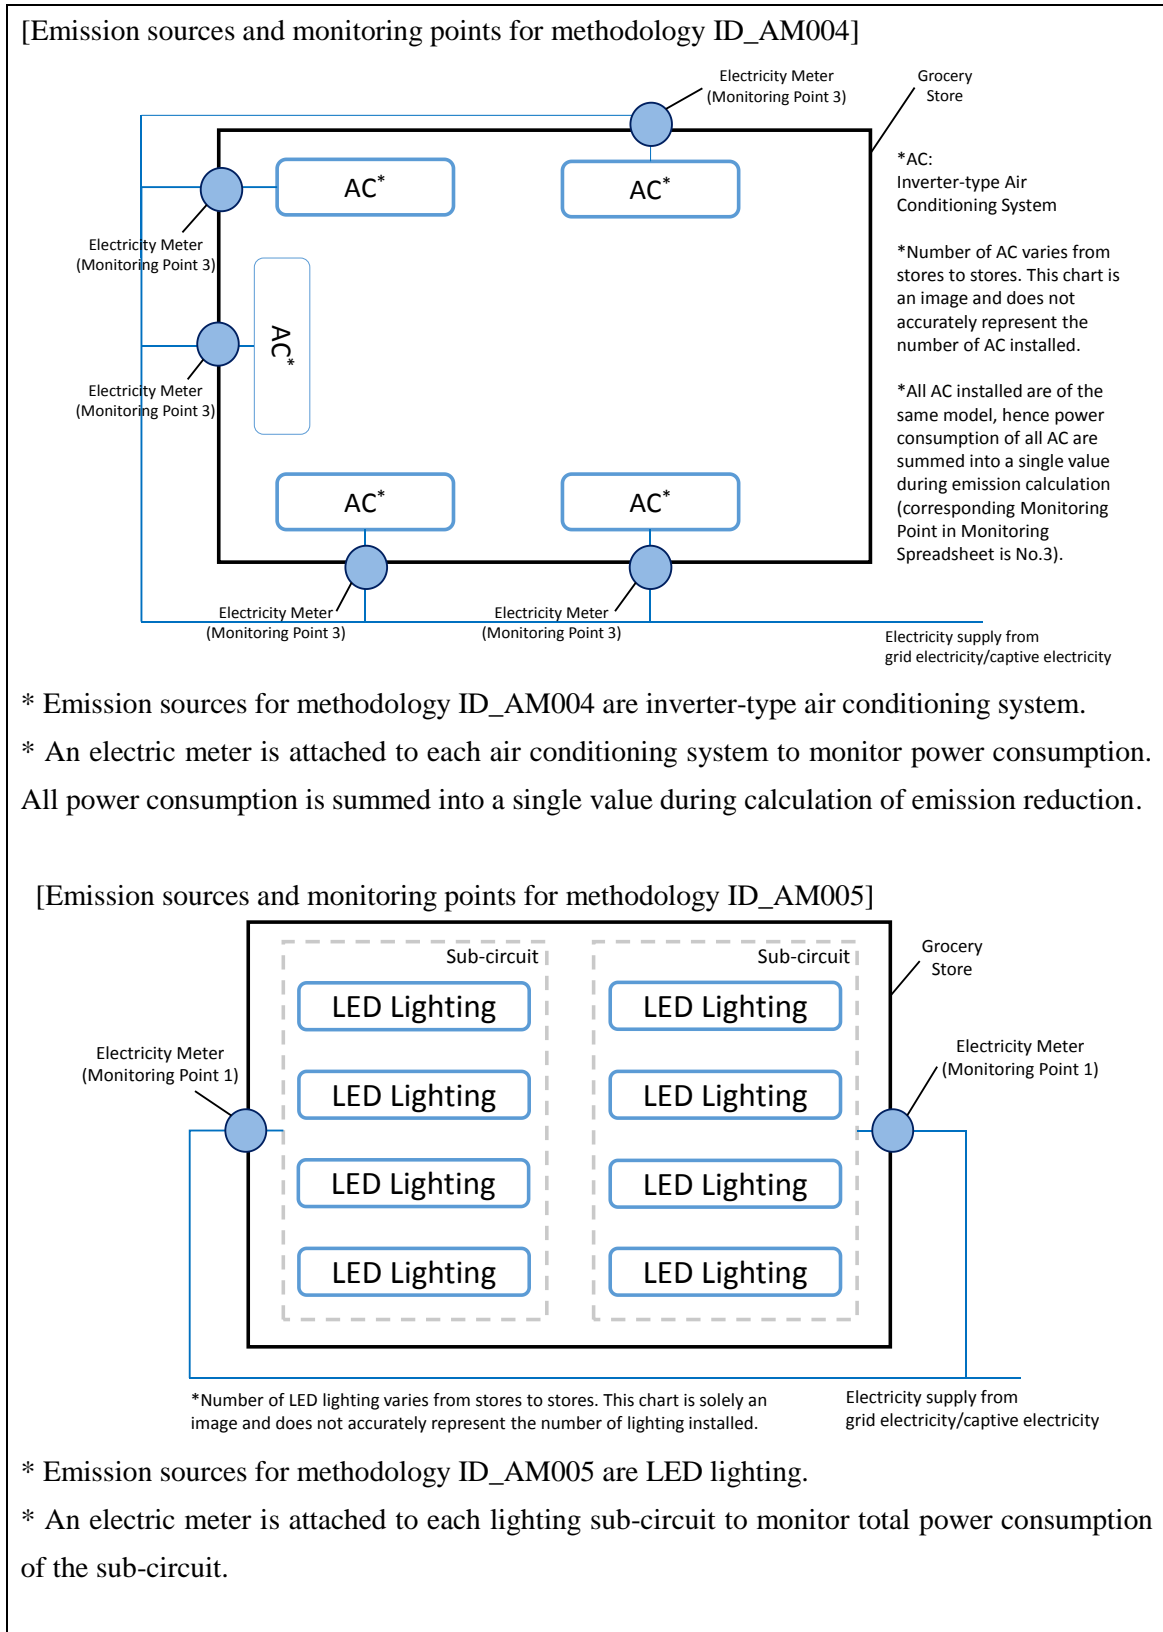 [Emission sources and monitoring points for methodology ID_AM004]
Electricity Meter
(Monitoring Point 3)
Grocery
Store
AC*
AC*
*AC:
Inverter-type Air
Conditioning System
Electricity Meter
(Monitoring Point 3)
*Number of AC varies from
stores to stores. This chart is
an image and does not
accurately represent the
number of AC installed.
AC*
Electricity Meter
(Monitoring Point 3)
*All AC installed are of the
same model, hence power
consumption of all AC are
summed into a single value
during emission calculation
(corresponding Monitoring
Point in Monitoring
Spreadsheet is No.3).
AC*
AC*
Electricity Meter
(Monitoring Point 3)
Electricity Meter
(Monitoring Point 3)
Electricity supply from
grid electricity/captive electricity
* Emission sources for methodology ID_AM004 are inverter-type air conditioning system.
* An electric meter is attached to each air conditioning system to monitor power consumption.
All power consumption is summed into a single value during calculation of emission reduction.
[Emission sources and monitoring points for methodology ID_AM005]
Sub-circuit
Sub-circuit
Grocery
Store
LED Lighting
LED Lighting
Electricity Meter
(Monitoring Point 1)
Electricity Meter
(Monitoring Point 1)
LED Lighting
LED Lighting
LED Lighting
LED Lighting
LED Lighting
LED Lighting
*Number of LED lighting varies from stores to stores. This chart is solely an
image and does not accurately represent the number of lighting installed.
Electricity supply from
grid electricity/captive electricity
* Emission sources for methodology ID_AM005 are LED lighting.
* An electric meter is attached to each lighting sub-circuit to monitor total power consumption
of the sub-circuit.